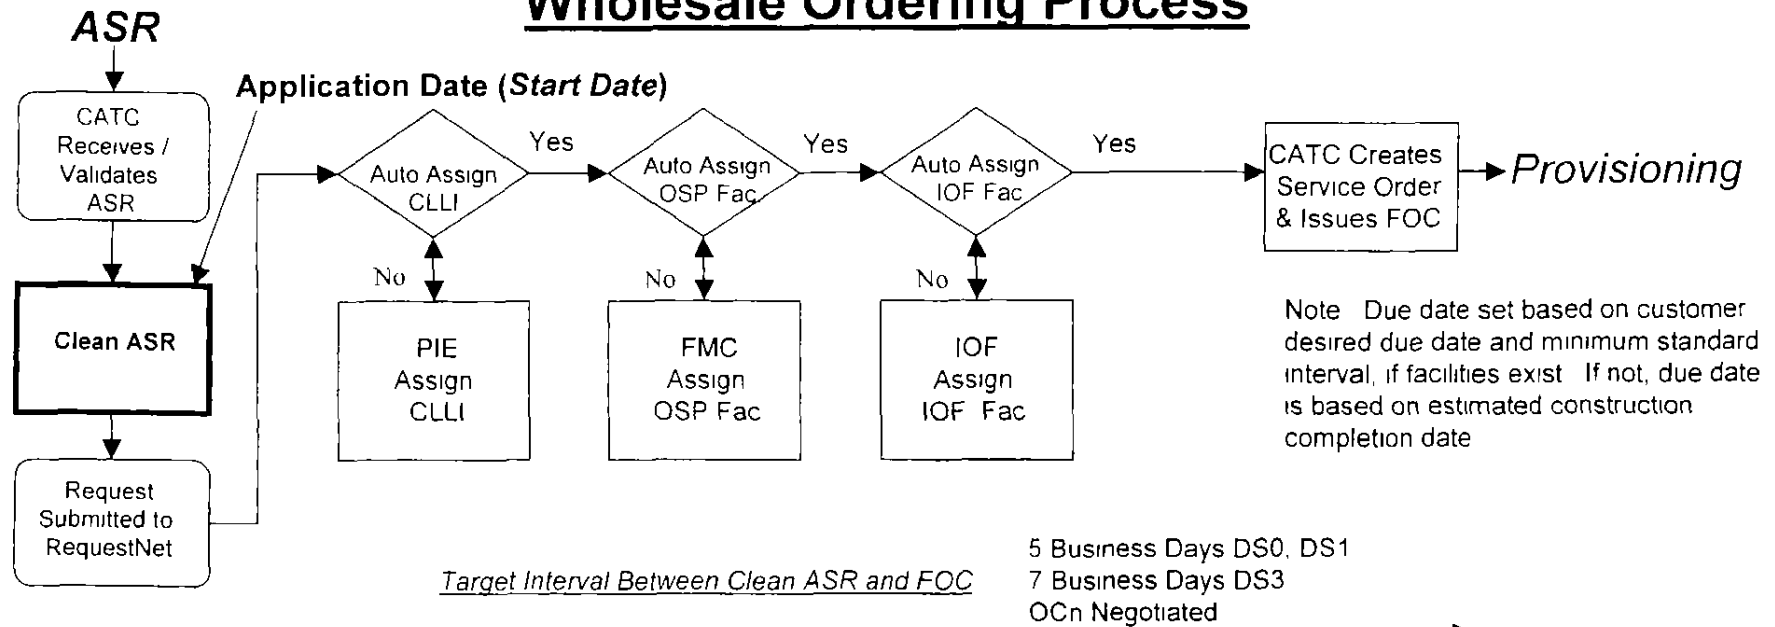 Wholesale Ordering Process
ASR
Application Date (Start Date)
CATC
Receives /
Validates
ASR
Clean ASR
Request
Submitted to
RequestNet
Auto Assign
CLLI
Yes
No
PIE
Assign
CLLI
Auto Assign
OSP Fac
Yes
No
FMC
Assign
OSP Fac
Auto Assign
IOF Fac
Yes
No
IOF
Assign
IOF Fac
CATC Creates
Service Order
& Issues FOC
Provisioning
Note Due date set based on customer
desired due date and minimum standard
interval, if facilities exist If not, due date
is based on estimated construction
completion date
Target Interval Between Clean ASR and FOC
5 Business Days DS0, DS1
7 Business Days DS3
OCn Negotiated